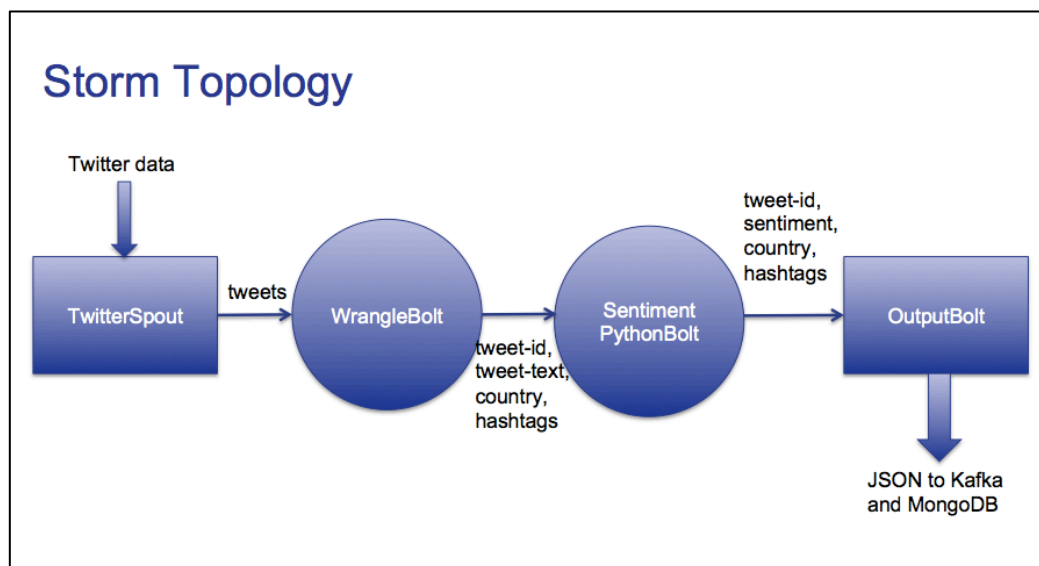 Storm Topology
Twitter data
TwitterSpout
tweets
WrangleBolt
tweet-id,
tweet-text,
country,
hashtags
Sentiment
PythonBolt
tweet-id,
sentiment,
country,
hashtags
OutputBolt
JSON to Kafka
and MongoDB